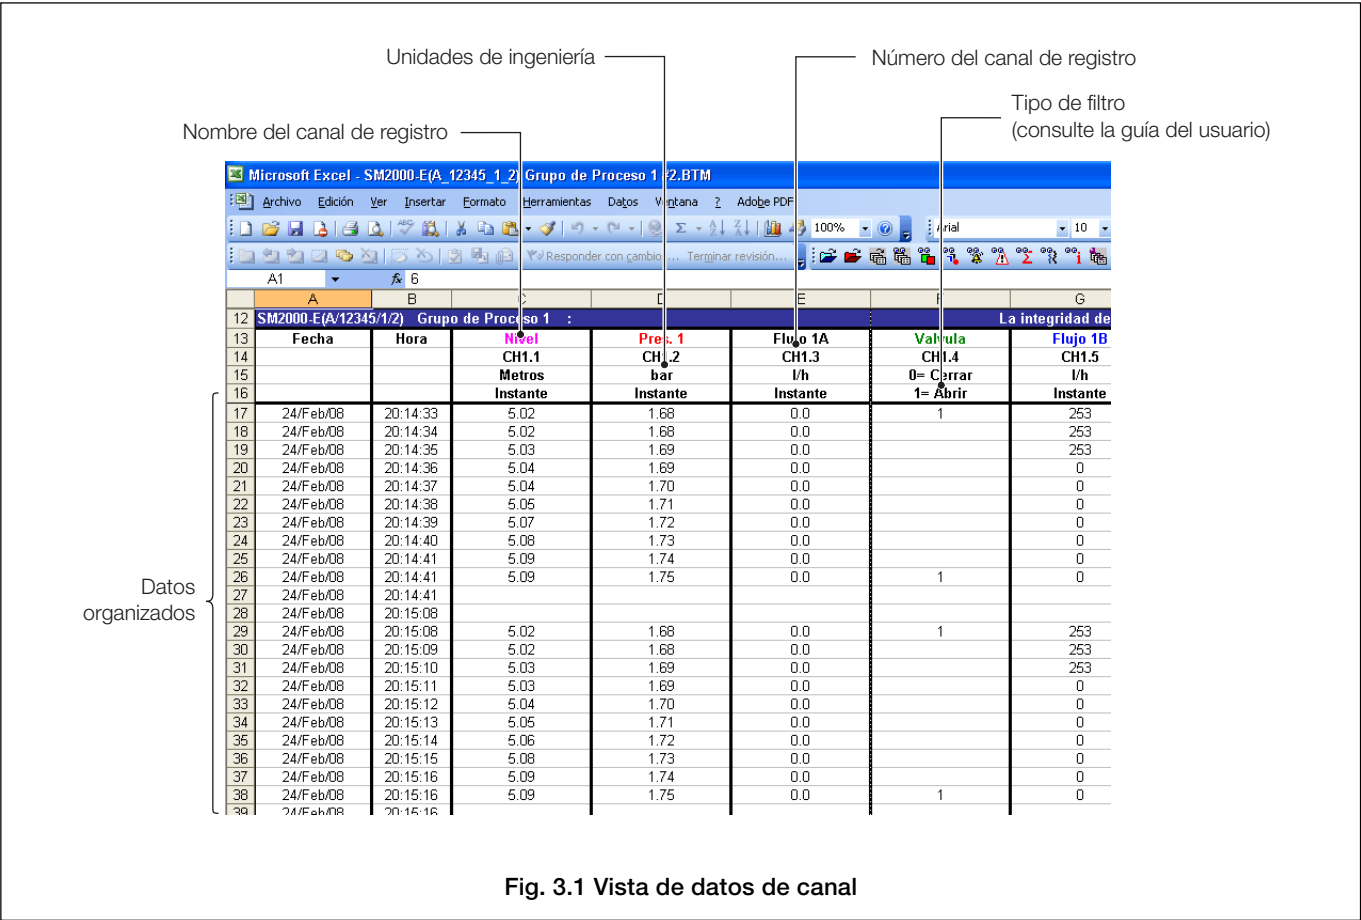 Unidades de ingeniería
Número del canal de registro
Tipo de filtro
(consulte la guía del usuario)
Nombre del canal de registro
Microsoft Excel - SM2000-E(A_12345_1_2) Grupo de Proceso 1 #2.BTM
Archivo Edición Ver Insertar Formato Herramientas Datos Ventana ? Adobe PDF
100% Arial 10
Responder con cambios... Terminar revisión...
A1 fx 6
A B C D E F G
12 SM2000-E(A/12345/1/2) Grupo de Proceso 1 : La integridad de
13 Fecha Hora Nivel Pres. 1 Flujo 1A Valvula Flujo 1B
14 CH1.1 CH1.2 CH1.3 CH1.4 CH1.5
15 Metros bar l/h 0= Cerrar l/h
16 Instante Instante Instante 1= Abrir Instante
17 24/Feb/08 20:14:33 5.02 1.68 0.0 1 253
18 24/Feb/08 20:14:34 5.02 1.68 0.0 253
19 24/Feb/08 20:14:35 5.03 1.69 0.0 253
20 24/Feb/08 20:14:36 5.04 1.69 0.0 0
21 24/Feb/08 20:14:37 5.04 1.70 0.0 0
22 24/Feb/08 20:14:38 5.05 1.71 0.0 0
23 24/Feb/08 20:14:39 5.07 1.72 0.0 0
24 24/Feb/08 20:14:40 5.08 1.73 0.0 0
25 24/Feb/08 20:14:41 5.09 1.74 0.0 0
26 24/Feb/08 20:14:41 5.09 1.75 0.0 1 0
27 24/Feb/08 20:14:41
28 24/Feb/08 20:15:08
29 24/Feb/08 20:15:08 5.02 1.68 0.0 1 253
30 24/Feb/08 20:15:09 5.02 1.68 0.0 253
31 24/Feb/08 20:15:10 5.03 1.69 0.0 253
32 24/Feb/08 20:15:11 5.03 1.69 0.0 0
33 24/Feb/08 20:15:12 5.04 1.70 0.0 0
34 24/Feb/08 20:15:13 5.05 1.71 0.0 0
35 24/Feb/08 20:15:14 5.06 1.72 0.0 0
36 24/Feb/08 20:15:15 5.08 1.73 0.0 0
37 24/Feb/08 20:15:16 5.09 1.74 0.0 0
38 24/Feb/08 20:15:16 5.09 1.75 0.0 1 0
39 24/Feb/08 20:15:16
Datos
organizados
Fig. 3.1 Vista de datos de canal